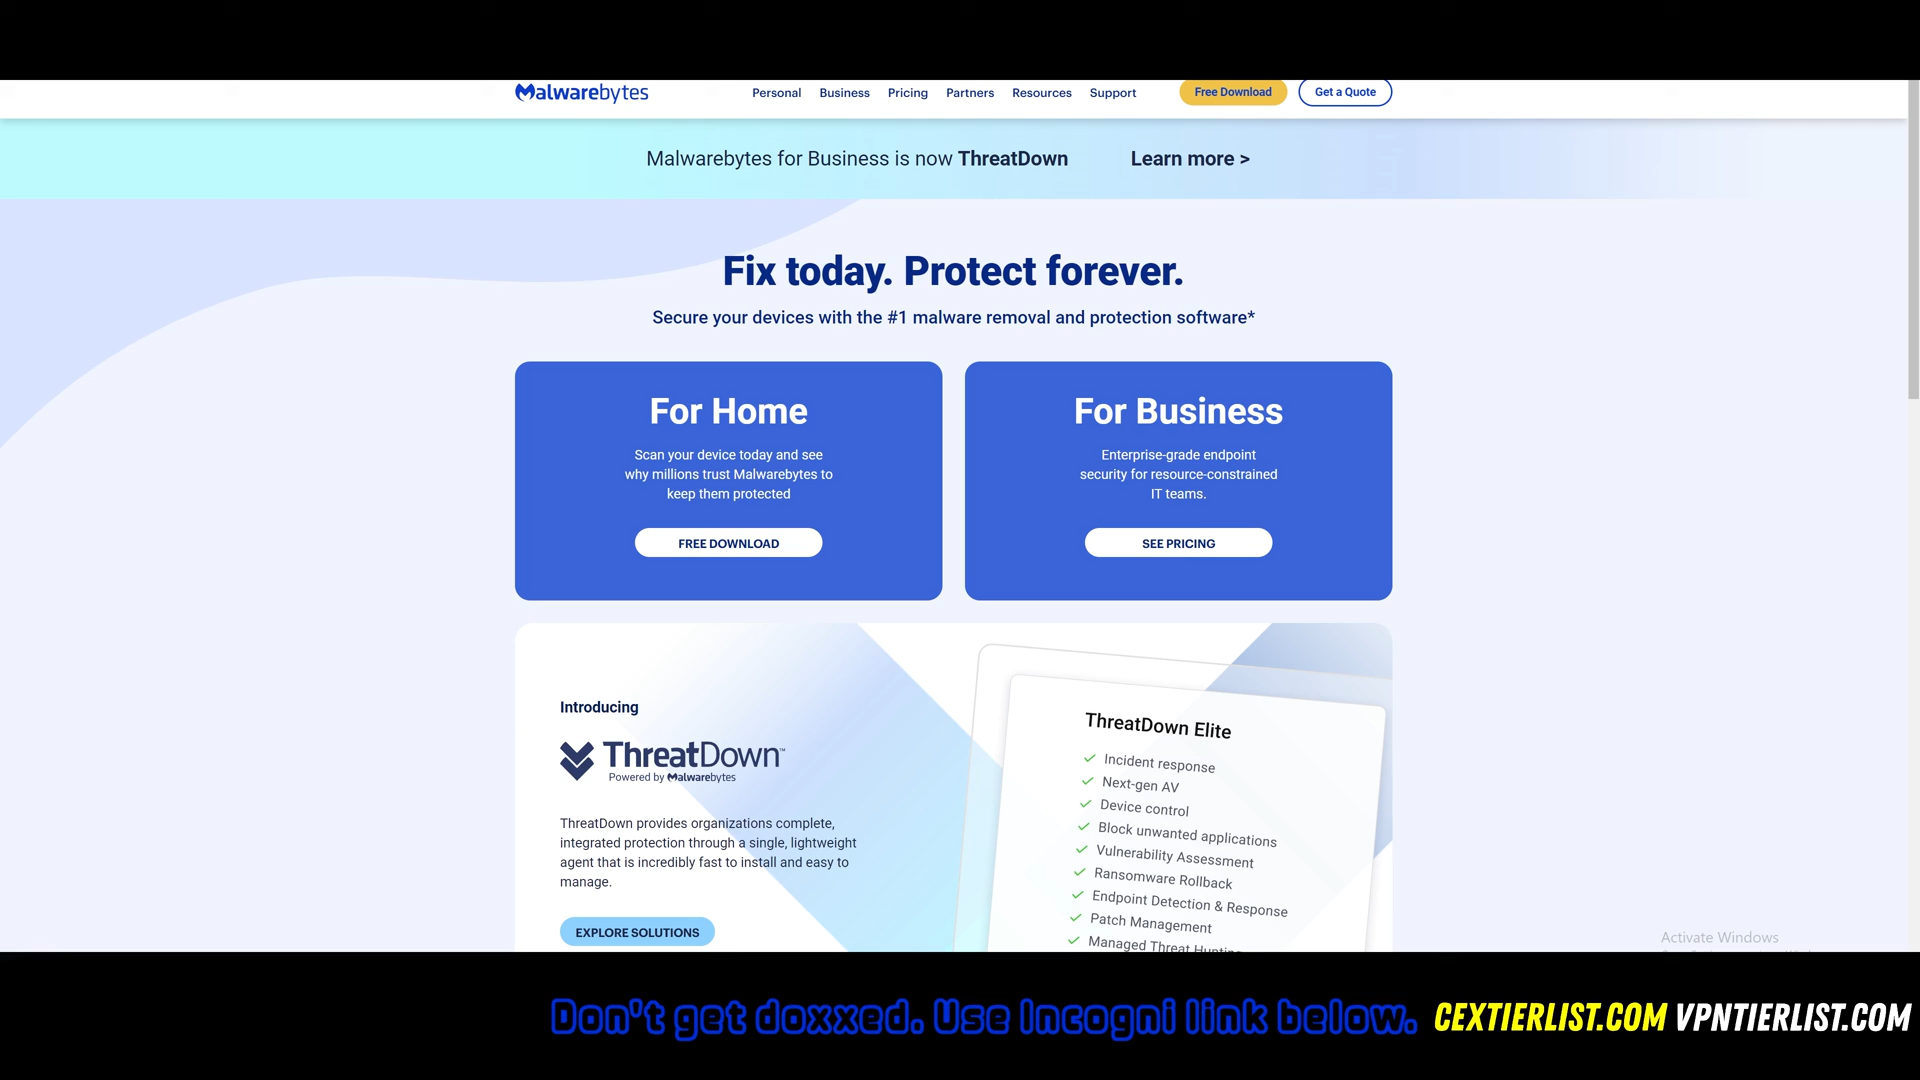 Malwarebytes
Personal Business Pricing Partners Resources Support Free Download Get a Quote
Malwarebytes for Business is now ThreatDown Learn more >
Fix today. Protect forever.
Secure your devices with the #1 malware removal and protection software*
For Home
Scan your device today and see
why millions trust Malwarebytes to
keep them protected
FREE DOWNLOAD
For Business
Enterprise-grade endpoint
security for resource-constrained
IT teams.
SEE PRICING
Introducing
ThreatDown™
Powered by Malwarebytes
ThreatDown provides organizations complete,
integrated protection through a single, lightweight
agent that is incredibly fast to install and easy to
manage.
EXPLORE SOLUTIONS
ThreatDown Elite
Incident response
Next-gen AV
Device control
Block unwanted applications
Vulnerability Assessment
Ransomware Rollback
Endpoint Detection & Response
Patch Management
Managed Threat Hunting
Activate Windows
Don't get doxxed. Use Incogni link below. CEXTIERLIST.COM VPNTIERLIST.COM